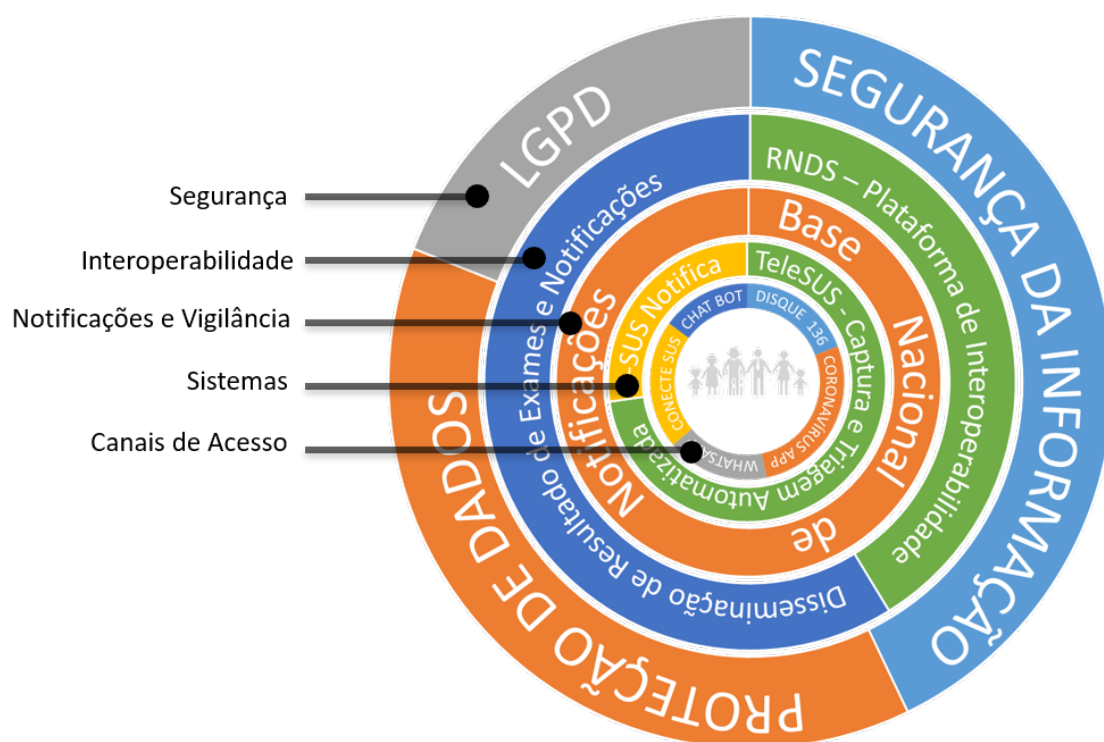 Segurança
Interoperabilidade
Notificações e Vigilância
Sistemas
Canais de Acesso
LGPD
SEGURANÇA DA INFORMAÇÃO
PROTEÇÃO DE DADOS
RNDS – Plataforma de Interoperabilidade
Disseminação de Resultado de Exames e Notificações
Base Nacional de Notificações
SUS Notifica
TeleSUS - Captura e Triagem Automatizada
CHAT BOT
DISQUE 136
CORONAVÍRUS APP
CONECTE SUS